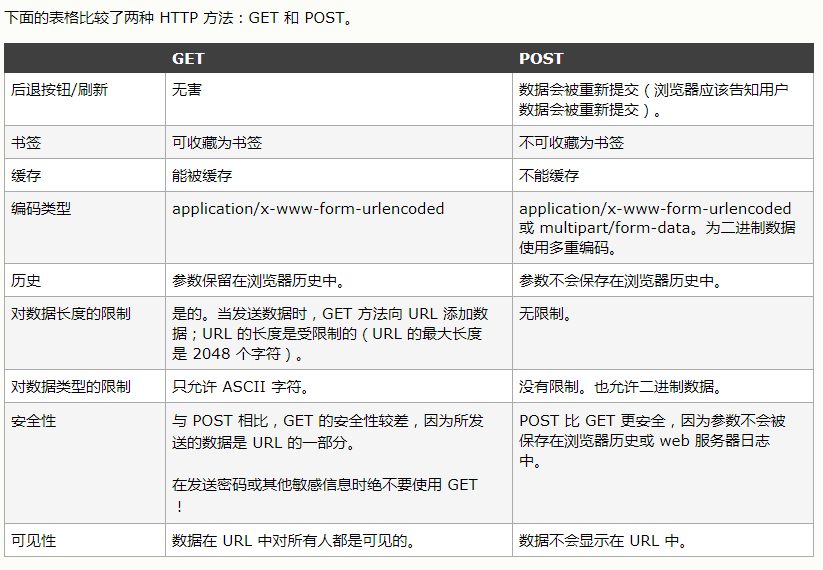 下面的表格比较了两种 HTTP 方法：GET 和 POST。
GET
POST
后退按钮/刷新
无害
数据会被重新提交（浏览器应该告知用户
数据会被重新提交）。
书签
可收藏为书签
不可收藏为书签
缓存
能被缓存
不能缓存
编码类型
application/x-www-form-urlencoded
application/x-www-form-urlencoded
或 multipart/form-data。为二进制数据
使用多重编码。
历史
参数保留在浏览器历史中。
参数不会保存在浏览器历史中。
对数据长度的限制
是的。当发送数据时，GET 方法向 URL 添加数
据；URL 的长度是受限制的（URL 的最大长度
是 2048 个字符）。
无限制。
对数据类型的限制
只允许 ASCII 字符。
没有限制。也允许二进制数据。
安全性
与 POST 相比，GET 的安全性较差，因为所发
送的数据是 URL 的一部分。
在发送密码或其他敏感信息时绝不要使用 GET
！
POST 比 GET 更安全，因为参数不会被
保存在浏览器历史或 web 服务器日志
中。
可见性
数据在 URL 中对所有人都是可见的。
数据不会显示在 URL 中。